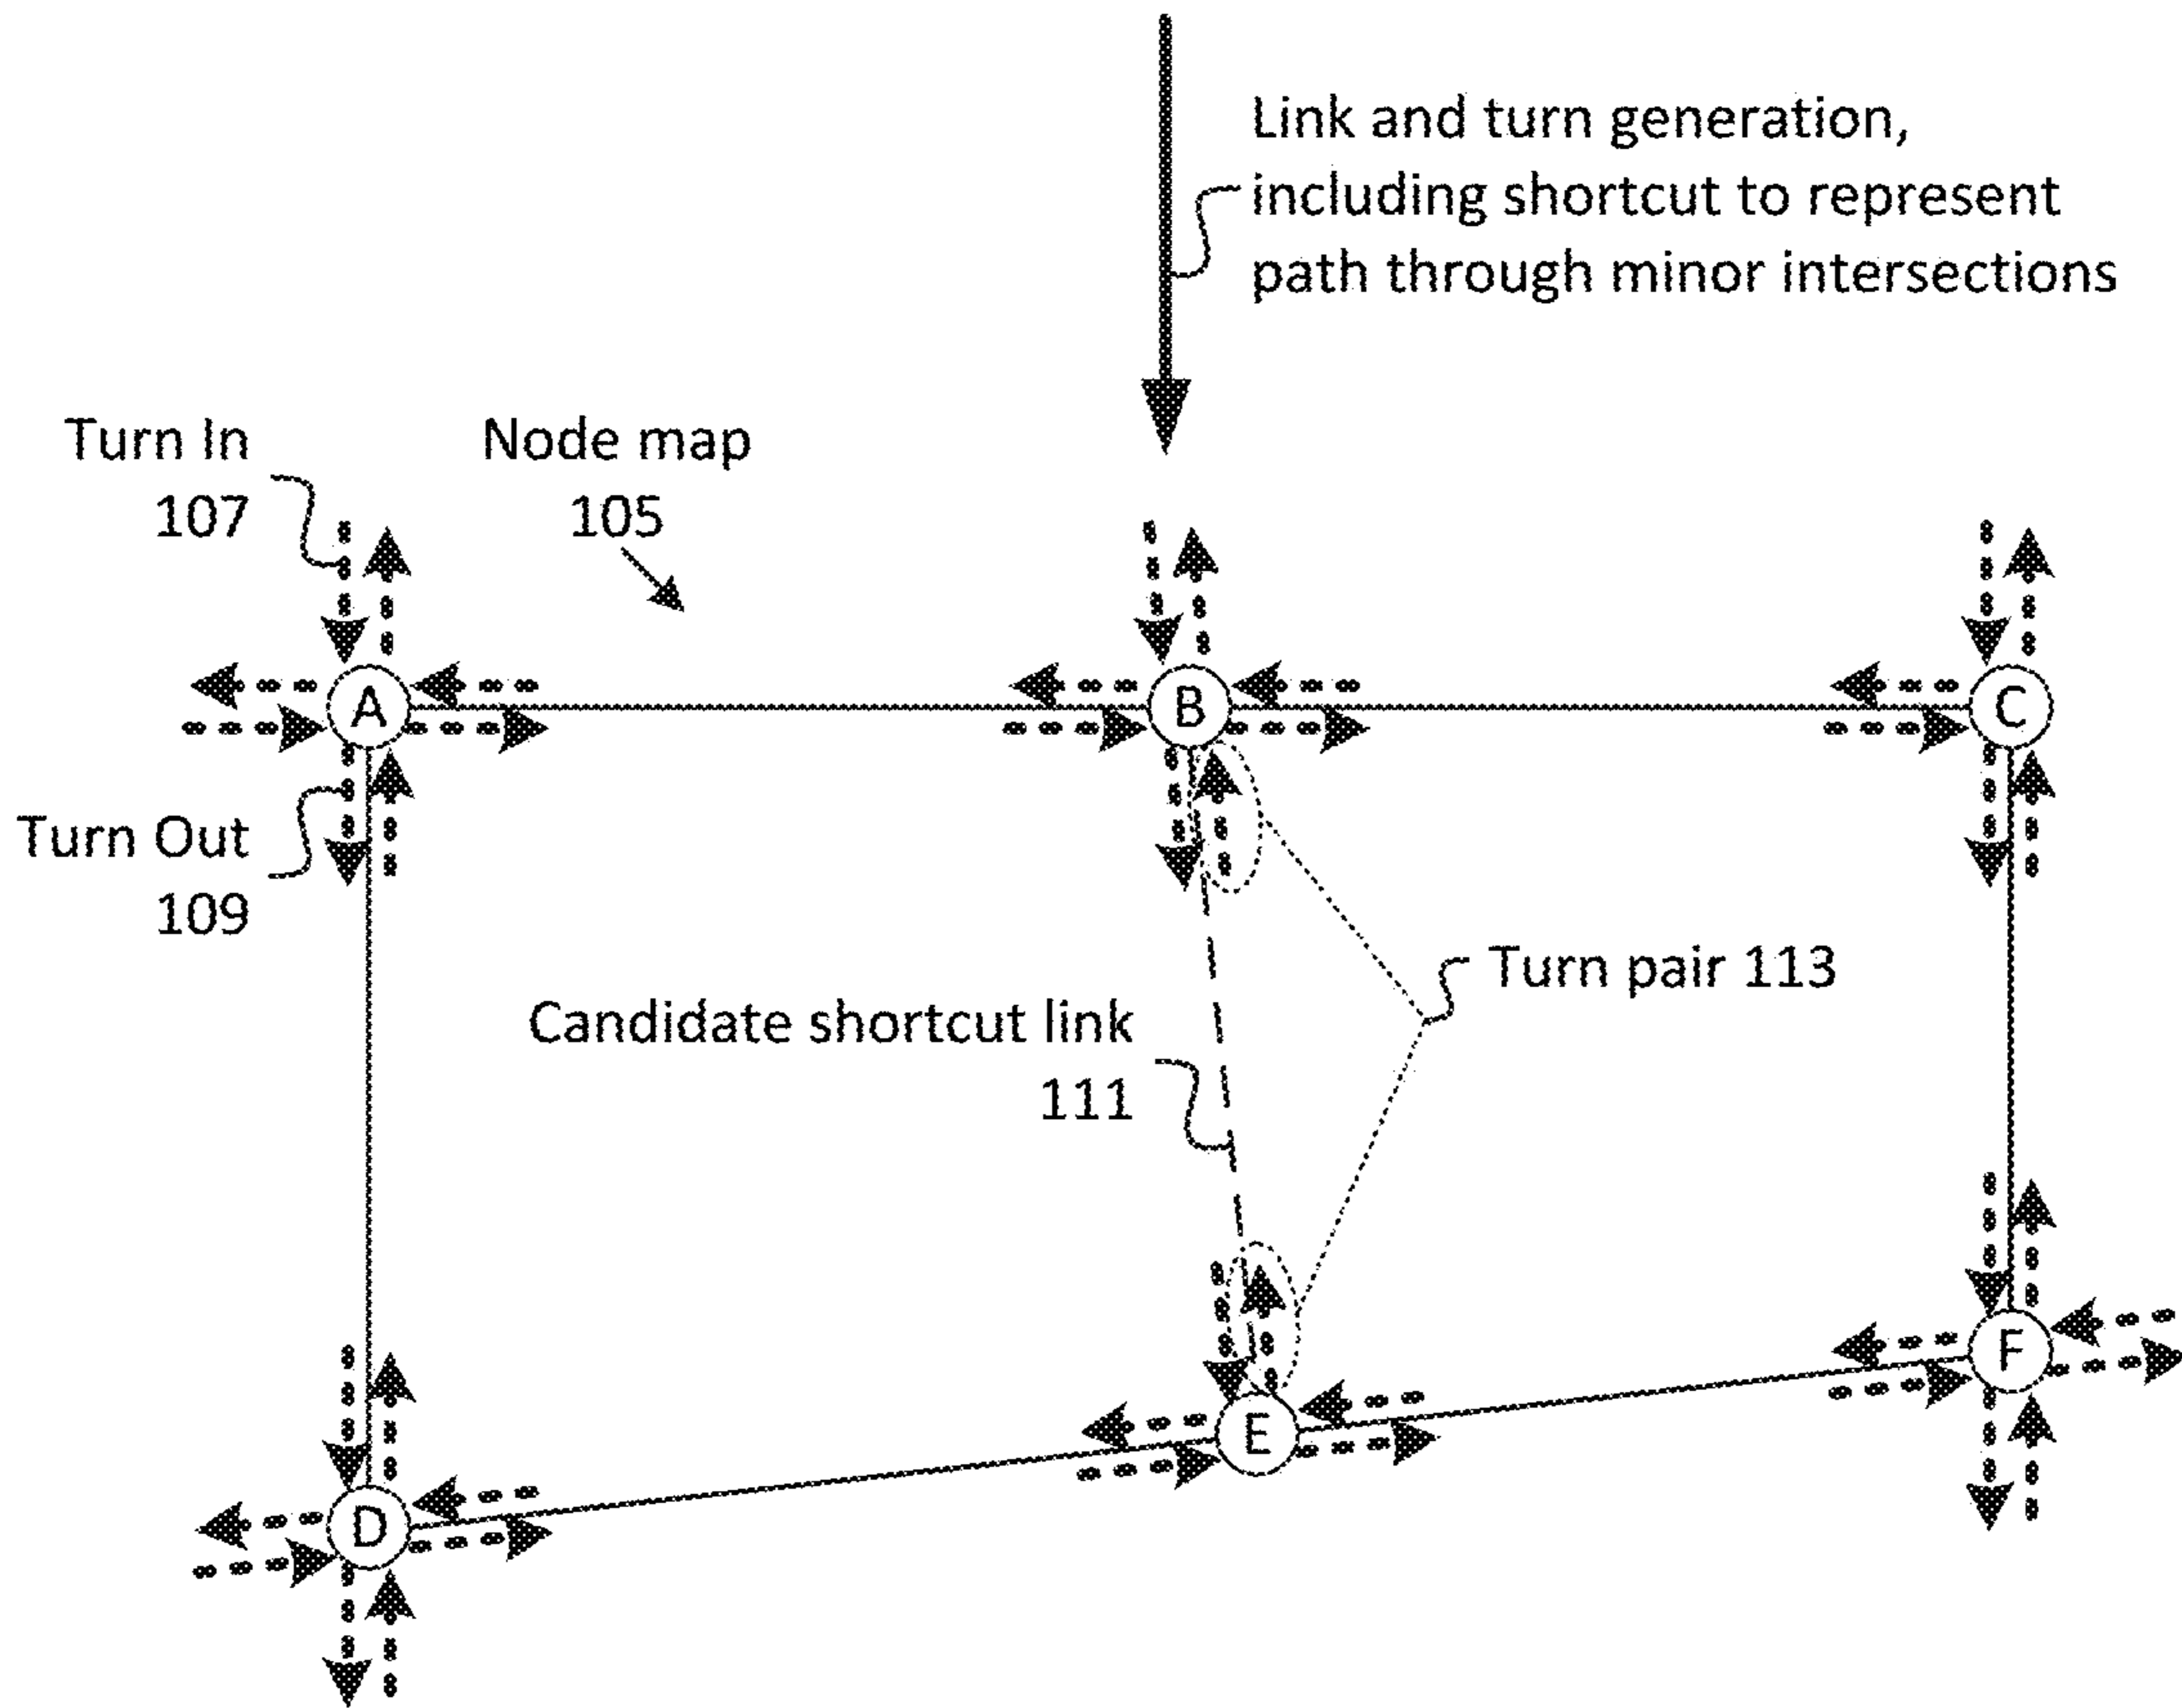 Link and turn generation,
including shortcut to represent
path through minor intersections
Turn In
107
Node map
105
A
B
C
Turn Out
109
Turn pair 113
Candidate shortcut link
111
F
E
D